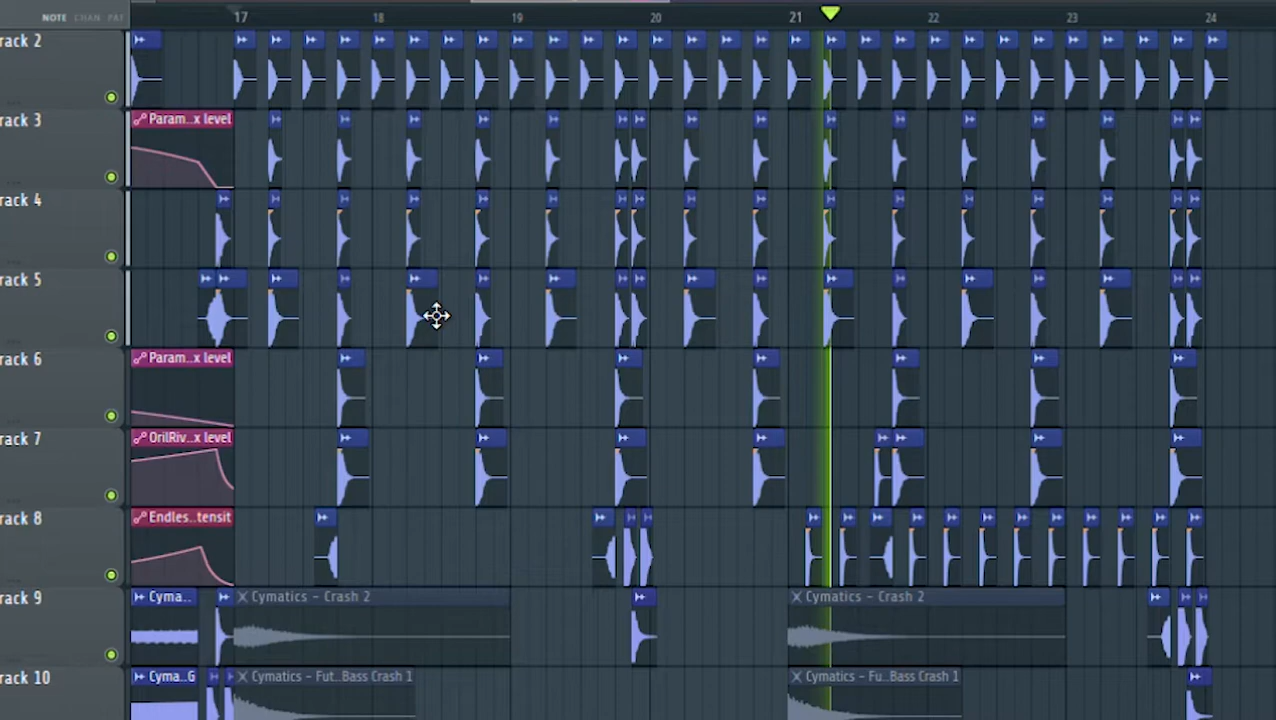 NOTE CHAN PAT 17 18 19 20 21 22 23 24
rack 2
rack 3 Param..x level
rack 4
rack 5
rack 6 Param..x level
rack 7 OrilRiv..x level
rack 8 Endles..tensit
rack 9 Cyma.. Cymatics - Crash 2 Cymatics - Crash 2
rack 10 Cyma..G Cymatics - Fut..Bass Crash 1 Cymatics - Fu..Bass Crash 1